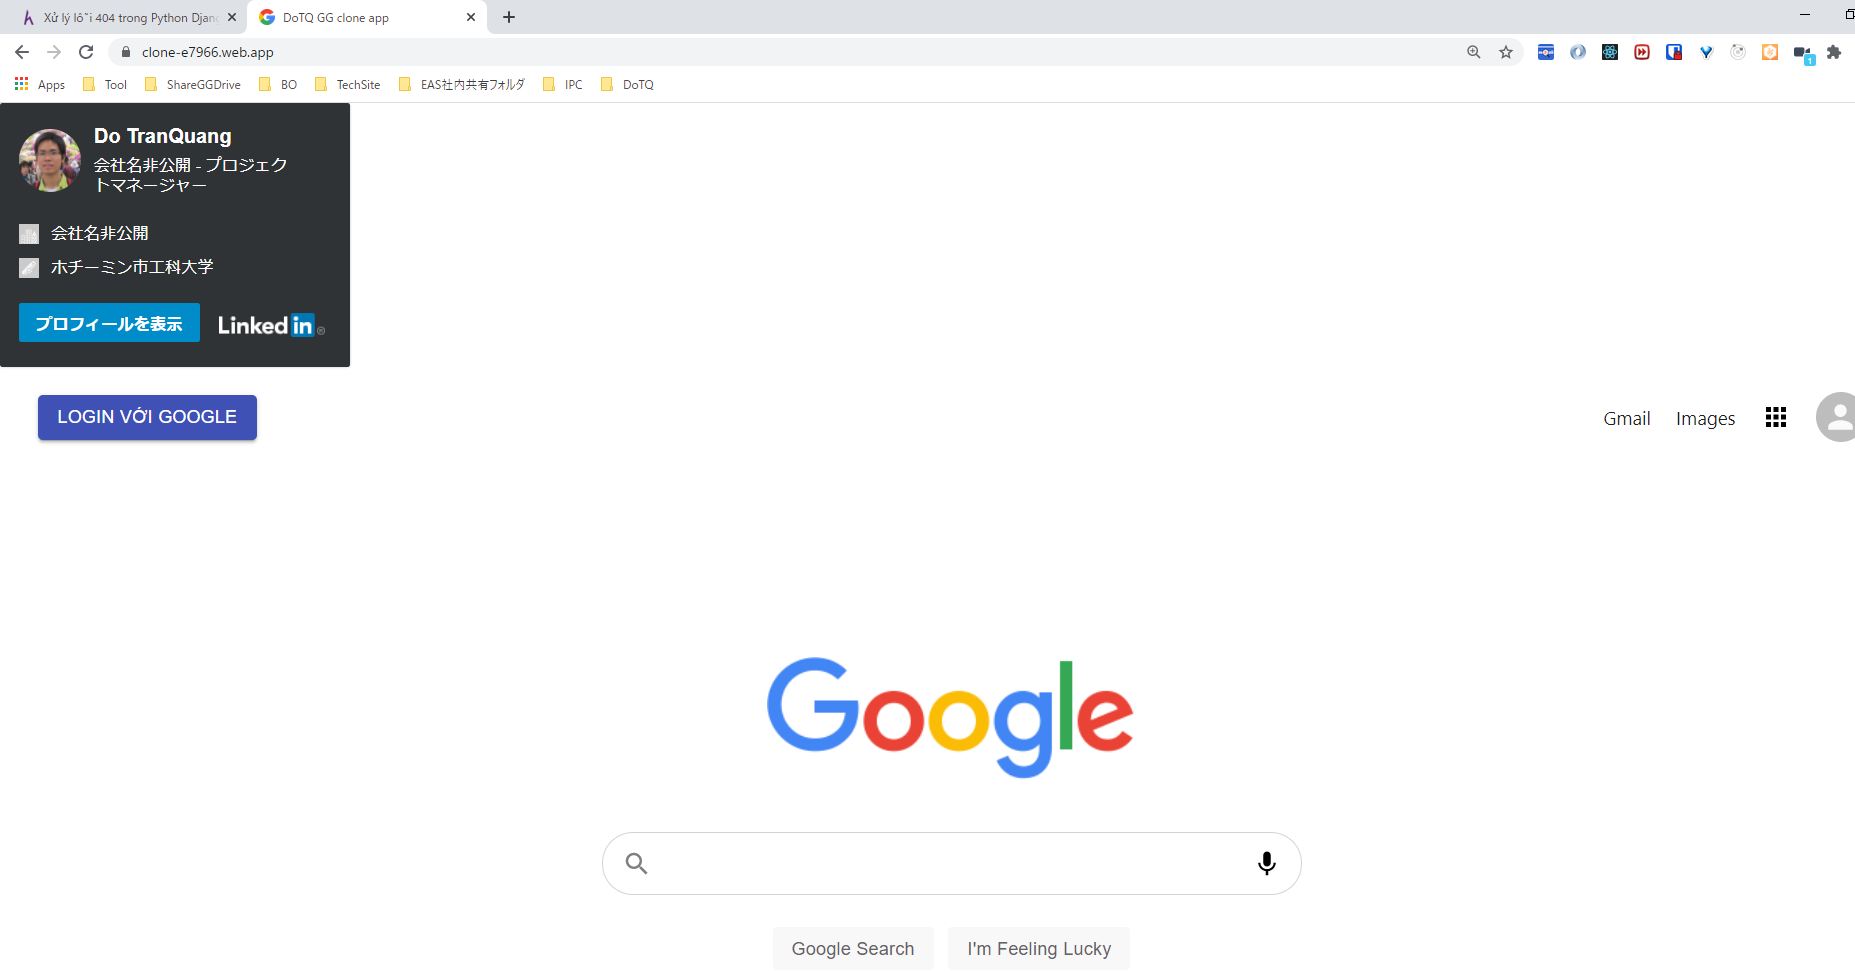 Xử lý lỗi 404 trong Python Djan
DoTQ GG clone app
clone-e7966.web.app
Apps
Tool
ShareGGDrive
BO
TechSite
EAS社内共有フォルダ
IPC
DoTQ
1
Do TranQuang
会社名非公開 - プロジェク
トマネージャー
会社名非公開
ホチーミン市工科大学
プロフィールを表示
Linked in ®
LOGIN VỚI GOOGLE
Gmail
Images
Google
Google Search
I'm Feeling Lucky